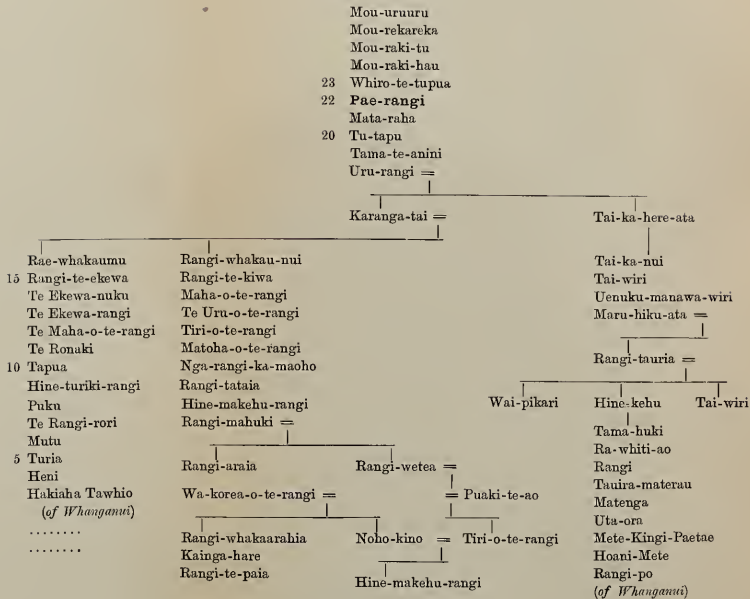 Mou-uruuru
Mou-rekareka
Mou-raki-tu
Mou-raki-hau
23 Whiro-te-tupua
22 Pae-rangi
Mata-raha
20 Tu-tapu
Tama-te-anini
Uru-rangi =
Karanga-tai =
Tai-ka-here-ata
Rae-whakaumu
15 Rangi-te-ekewa
Te Ekewa-nuku
Te Ekewa-rangi
Te Maha-o-te-rangi
Te Ronaki
10 Tapua
Hine-turiki-rangi
Puku
Te Rangi-rori
Mutu
5 Turia
Heni
Hakiaha Tawhio
(of Whanganui)
........
........
Rangi-whakau-nui
Rangi-te-kiwa
Maha-o-te-rangi
Te Uru-o-te-rangi
Tiri-o-te-rangi
Matoha-o-te-rangi
Nga-rangi-ka-maoho
Rangi-tataia
Hine-makehu-rangi
Rangi-mahuki =
Rangi-araia
Rangi-wetea =
Wa-korea-o-te-rangi =
= Puaki-te-ao
Rangi-whakaarahia
Kainga-hare
Rangi-te-paia
Noho-kino = Tiri-o-te-rangi
Hine-makehu-rangi
Tai-ka-nui
Tai-wiri
Uenuku-manawa-wiri
Maru-hiku-ata =
Rangi-tauria =
Wai-pikari
Hine-kehu
Tai-wiri
Tama-huki
Ra-whiti-ao
Rangi
Tauira-materau
Matenga
Uta-ora
Mete-Kingi-Paetae
Hoani-Mete
Rangi-po
(of Whanganui)